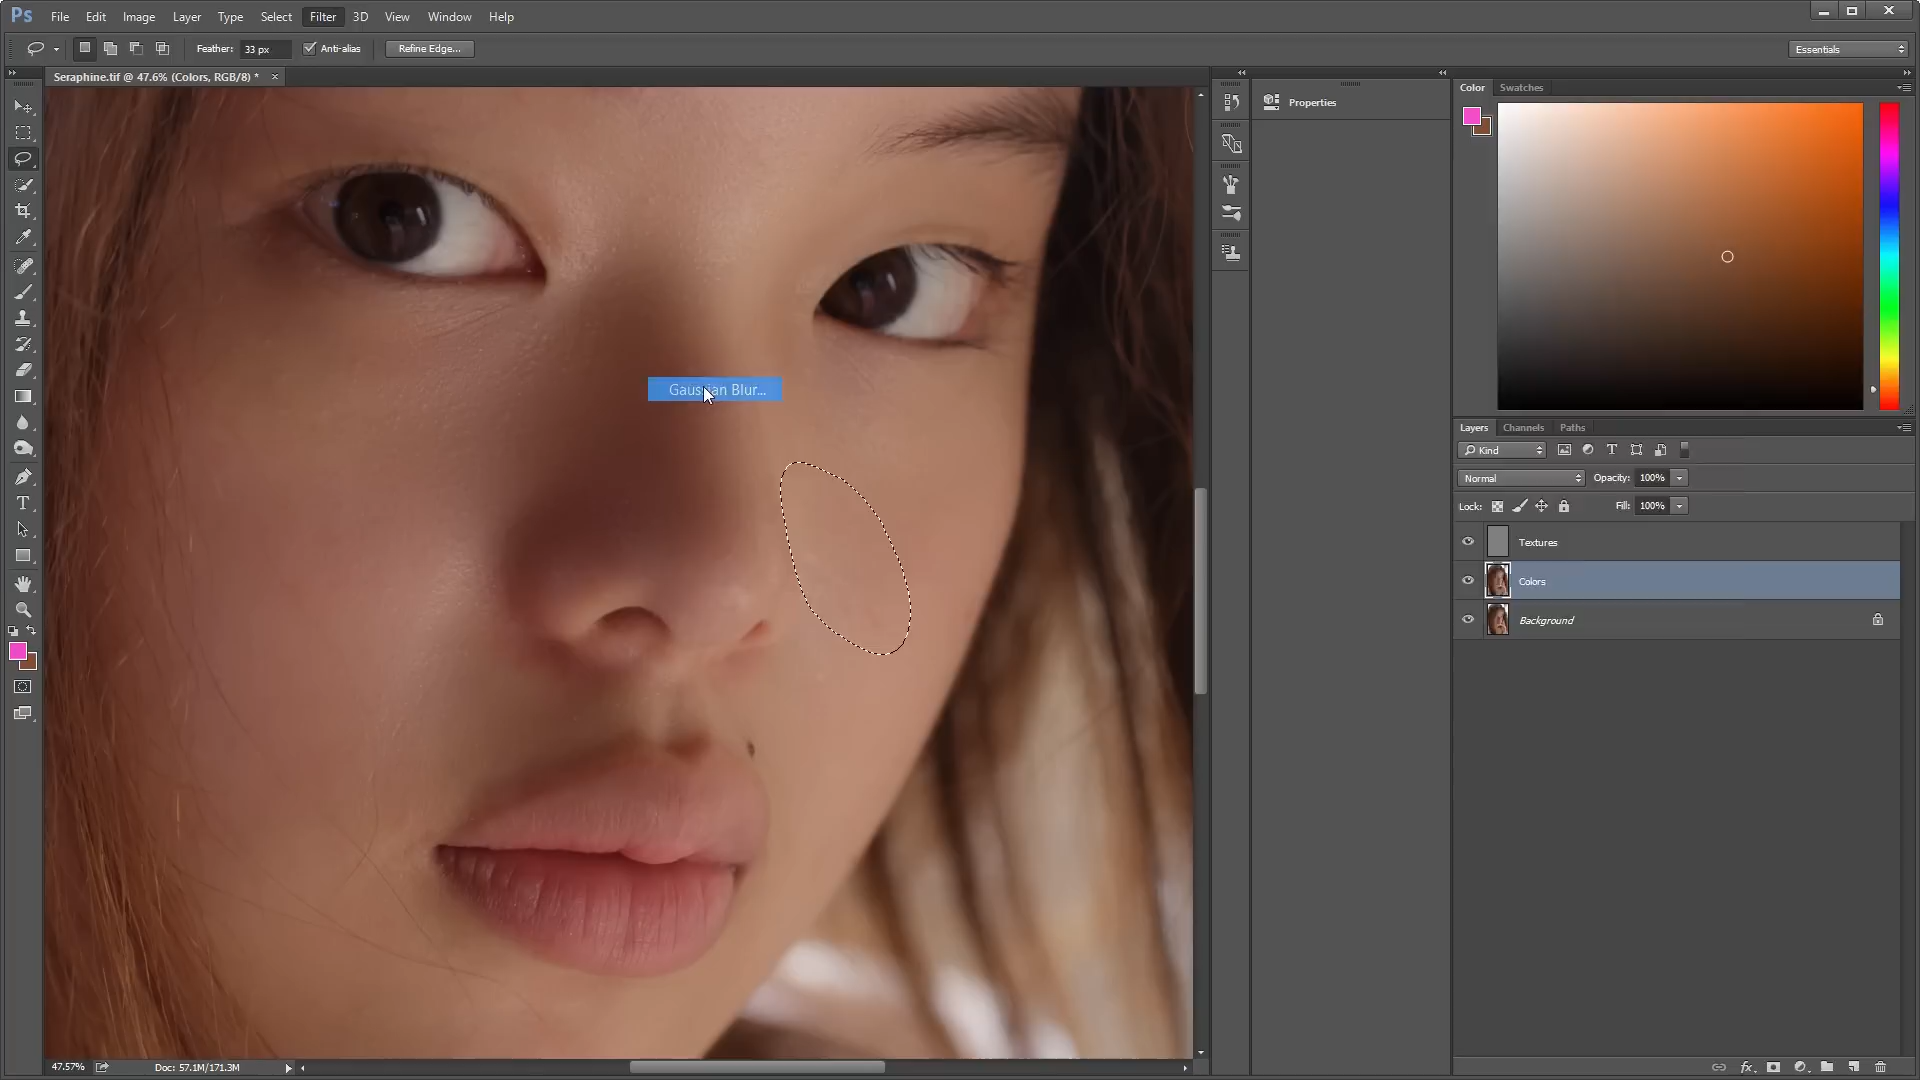 Ps File Edit Image Layer Type Select Filter 3D View Window Help
Feather: 33 px Anti-alias Refine Edge... Essentials
Seraphine.tif @ 47.6% (Colors, RGB/8) *
Properties
Color Swatches
Gaussian Blur...
Layers Channels Paths
Kind
Normal Opacity: 100%
Lock: Fill: 100%
Textures
Colors
Background
47.57% Doc: 57.1M/171.3M